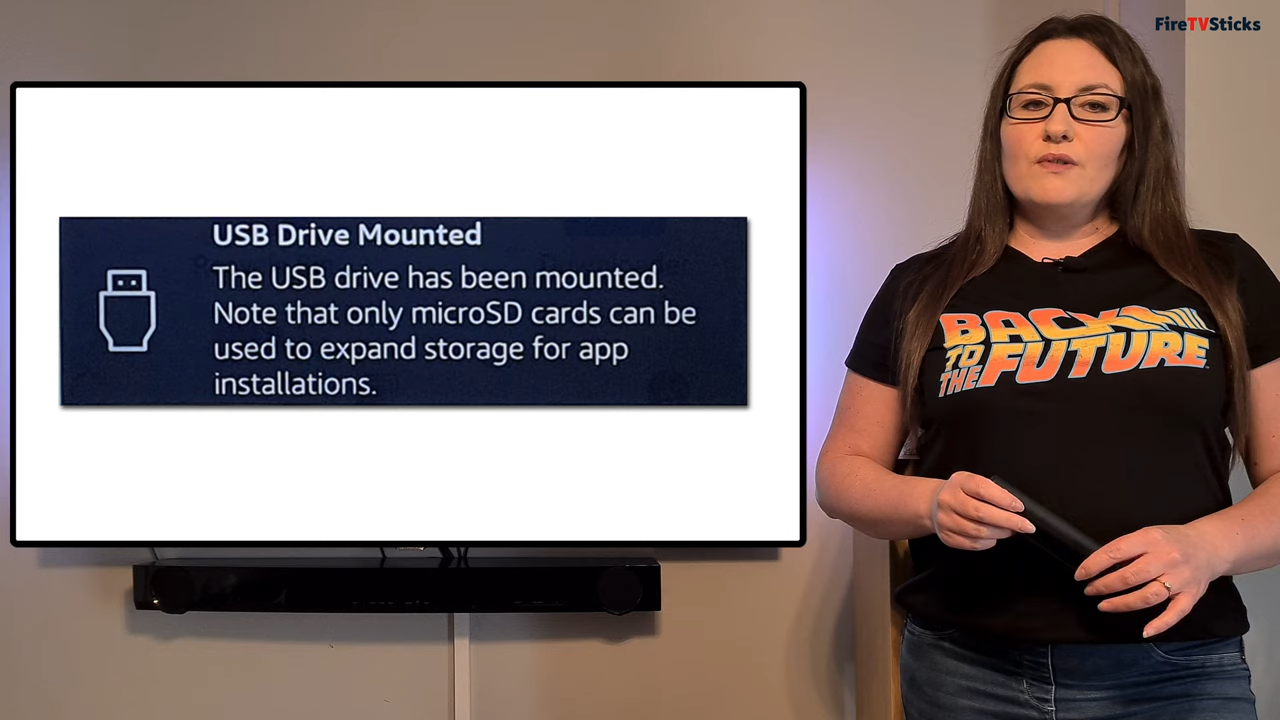 FireTVSticks
USB Drive Mounted
The USB drive has been mounted.
Note that only microSD cards can be
used to expand storage for app
installations.
BACK
TO
THE FUTURE